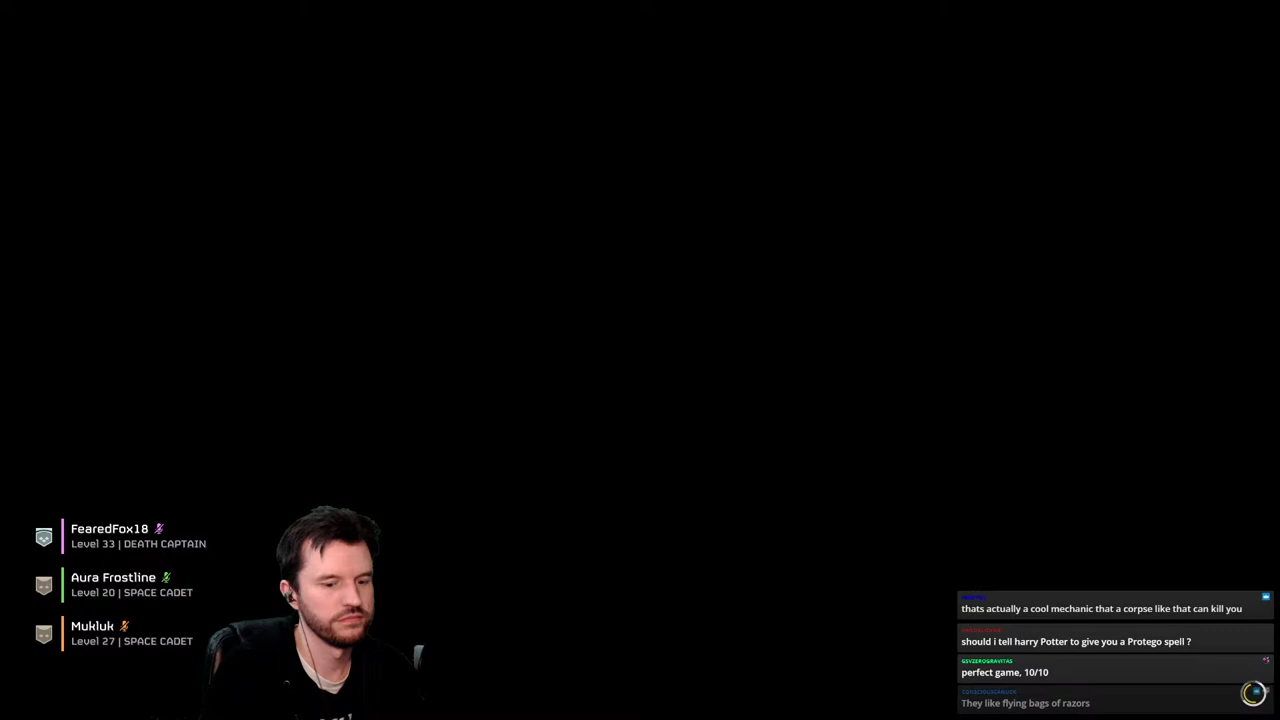 FearedFox18
Level 33 | DEATH CAPTAIN
Aura Frostline
Level 20 | SPACE CADET
Mukluk
Level 27 | SPACE CADET
thats actually a cool mechanic that a corpse like that can kill you
should i tell harry Potter to give you a Protego spell ?
GSVZEROGRAVITAS
perfect game, 10/10
They like flying bags of razors